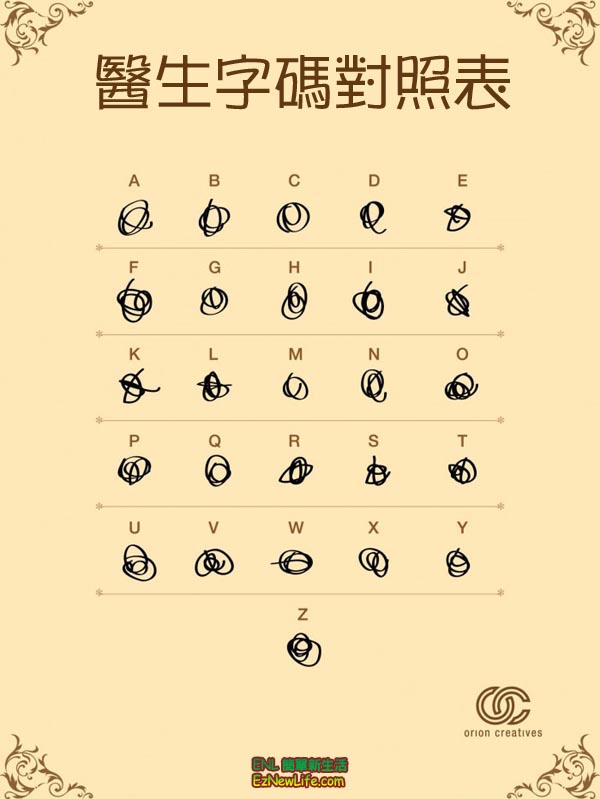 醫生字碼對照表
A B C D E
F G H I J
K L M N O
P Q R S T
U V W X Y
Z
orion creatives
ENL 簡單新生活
EzNewLife.com